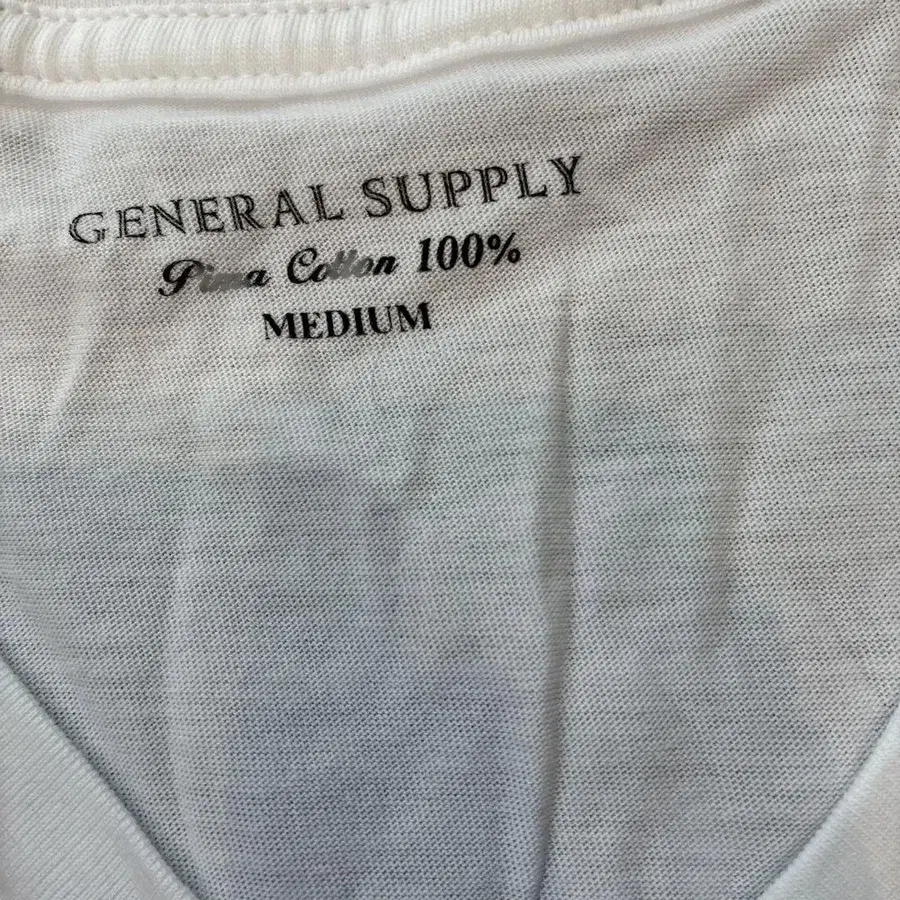 GENERAL SUPPLY
Pima Cotton 100%
MEDIUM